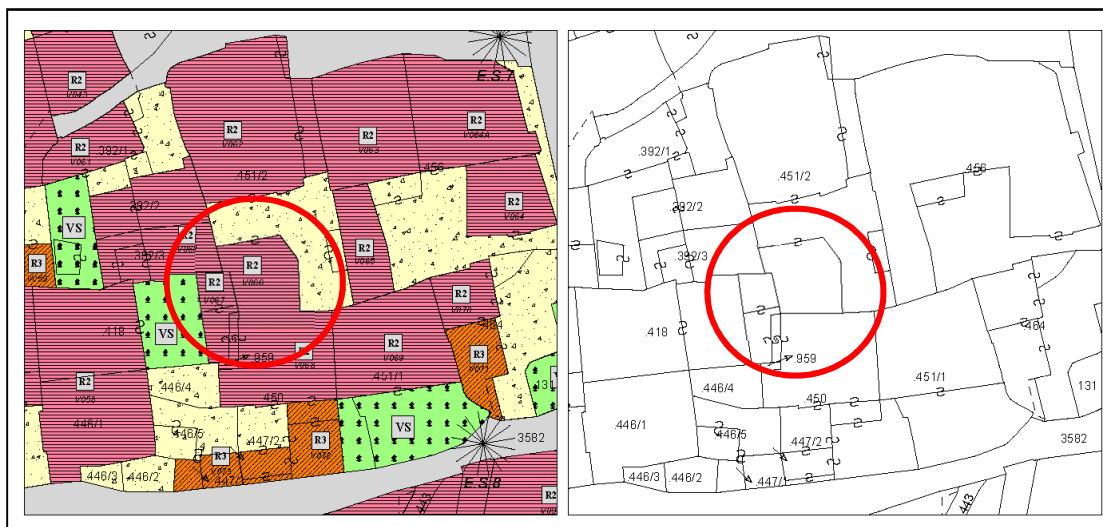 E.S.7
R2
V043
R2
V062
R2
V063
R2
V064A
R2
V061
.392/1
.456
.451/2
R2
V064
.392/2
VS
R2
R2
V065
.392/3
R3
R2
V066
R2
V067
R2
V070
.418
VS
R2
V069
.464
R2
V068
.959
R3
V071
.451/1
R2
V058
.446/4
.450
131
.446/1
.446/5
.447/2
R3
V072
VS
3582
R3
V073
.446/3
.446/2
.447/1
E.S.8
443
R2
.392/1
.456
.451/2
.392/2
.392/3
.418
.464
.959
.451/1
.446/4
.450
131
.446/1
.446/5
.447/2
3582
.446/3
.446/2
.447/1
443